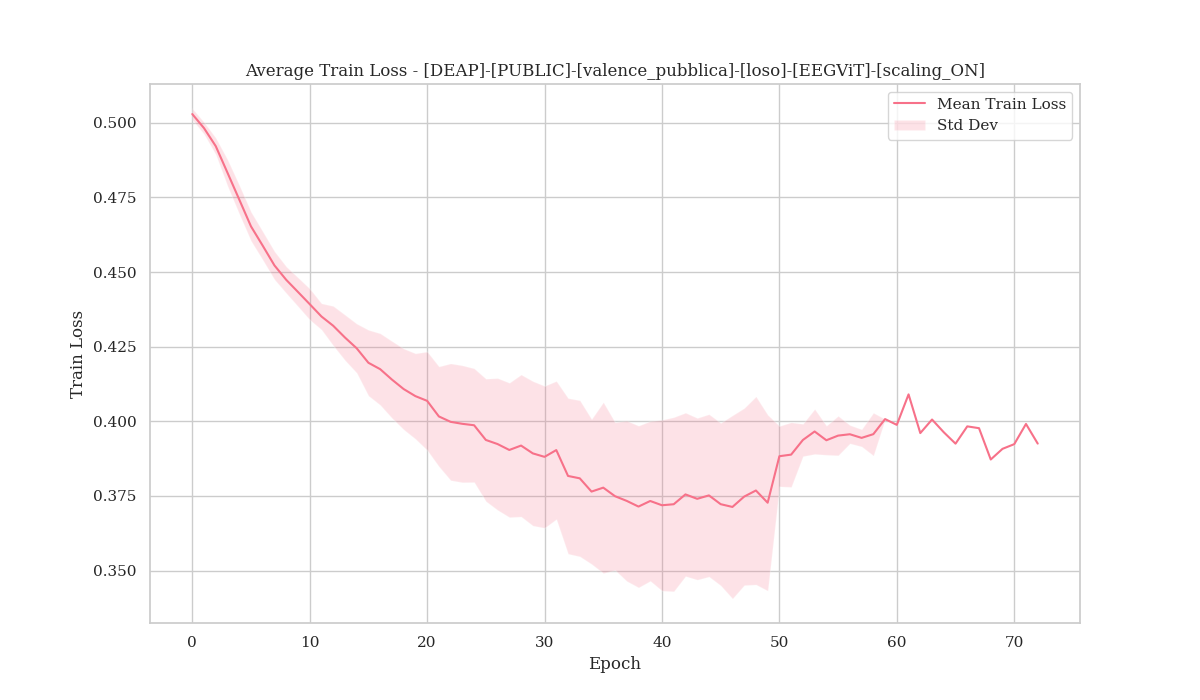 Average Train Loss - [DEAP]-[PUBLIC]-[valence_pubblica]-[loso]-[EEGViT]-[scaling_ON]
Mean Train Loss
Std Dev
0.500
0.475
0.450
0.425
0.400
0.375
0.350
Train Loss
0 10 20 30 40 50 60 70
Epoch